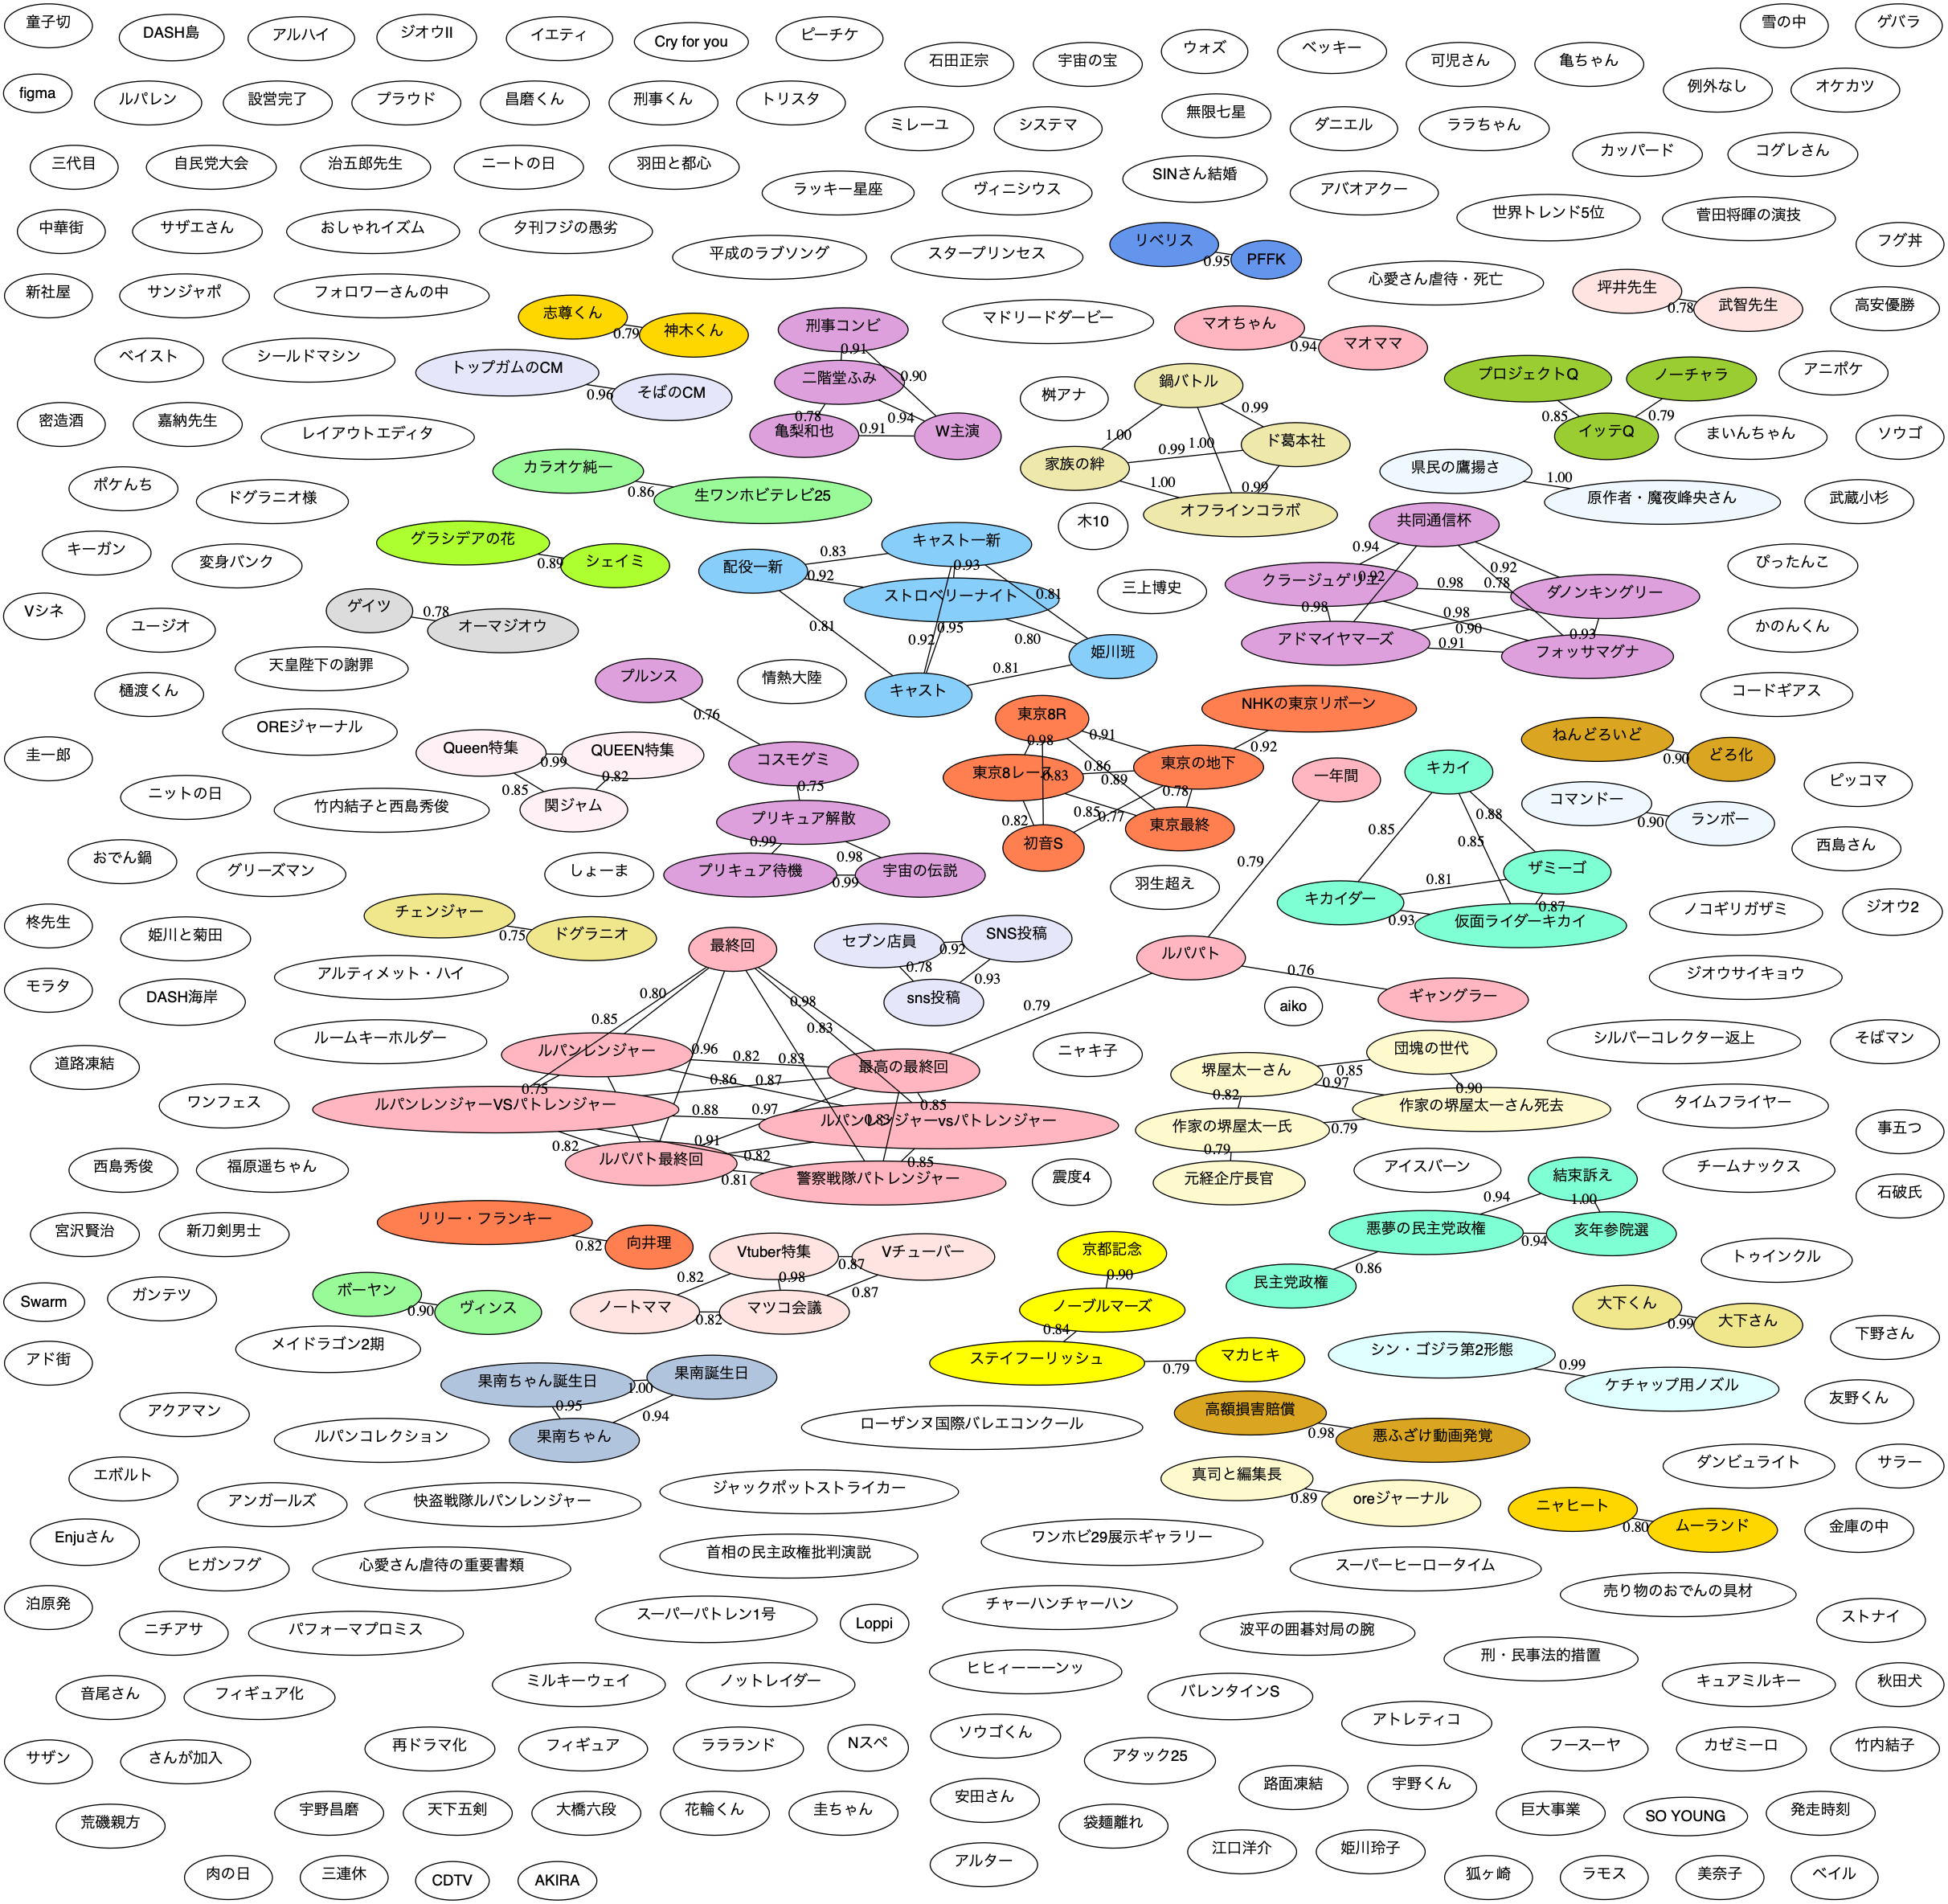 童子切
DASH島
アルハイ
ジオウII
イエティ
Cry for you
ピーチケ
石田正宗
宇宙の宝
ウォズ
ベッキー
可児さん
亀ちゃん
雪の中
ゲバラ
figma
ルパレン
設営完了
プラウド
昌磨くん
刑事くん
トリスタ
ミレーユ
システマ
無限七星
ダニエル
ララちゃん
例外なし
オケカツ
三代目
自民党大会
治五郎先生
ニートの日
羽田と都心
ラッキー星座
ヴィニシウス
SINさん結婚
アバオアクー
カッパード
コグレさん
中華街
サザエさん
おしゃれイズム
夕刊フジの愚劣
平成のラブソング
スタープリンセス
リベリス
0.95
PFFK
世界トレンド5位
菅田将暉の演技
フグ丼
新社屋
サンジャポ
フォロワーさんの中
志尊くん
0.79
神木くん
刑事コンビ
マドリードダービー
マオちゃん
0.94
マオママ
心愛さん虐待・死亡
坪井先生
0.78
武智先生
高安優勝
ベイスト
シールドマシン
トップガムのCM
0.96
そばのCM
0.91
二階堂ふみ
0.90
0.78
0.94
亀梨和也
0.91
W主演
桝アナ
鍋バトル
0.99
1.00
ド葛本社
0.99
1.00
家族の絆
1.00
0.99
オフラインコラボ
プロジェクトQ
ノーチャラ
0.85
0.79
イッテQ
アニポケ
まいんちゃん
ソウゴ
密造酒
嘉納先生
レイアウトエディタ
カラオケ純一
0.86
生ワンホビテレビ25
県民の鷹揚さ
1.00
原作者・魔夜峰央さん
武蔵小杉
ポケんち
ドグラニオ様
グラシデアの花
0.89
シェイミ
木10
共同通信杯
0.94
0.92
0.92
クラージュゲリエ
0.98
0.78
ダノンキングリー
0.98
0.98
0.90
0.93
アドマイヤマーズ
0.91
フォッサマグナ
ぴったんこ
キーガン
変身バンク
配役一新
0.83
キャスト一新
0.92
0.93
ストロベリーナイト
0.81
0.81
0.92
0.95
0.80
姫川班
0.81
キャスト
三上博史
かのんくん
Vシネ
ユージオ
ゲイツ
0.78
オーマジオウ
天皇陛下の謝罪
プルンス
0.76
情熱大陸
コードギアス
樋渡くん
OREジャーナル
東京8R
0.91
NHKの東京リボーン
0.98
0.92
東京8レース
0.83
0.86
0.89
東京の地下
0.78
0.82
0.85
0.77
初音S
東京最終
圭一郎
Queen特集
0.99
QUEEN特集
0.85
0.82
関ジャム
コスモグミ
0.75
プリキュア解散
0.99
0.98
プリキュア待機
0.99
宇宙の伝説
一年間
0.79
キカイ
0.85
0.88
0.85
ザミーゴ
0.81
0.87
キカイダー
0.93
仮面ライダーキカイ
ねんどろいど
0.90
どろ化
コマンドー
0.90
ランボー
ピッコマ
ニットの日
竹内結子と西島秀俊
西島さん
おでん鍋
グリーズマン
しょーま
羽生超え
ノコギリガザミ
ジオウ2
柊先生
姫川と菊田
チェンジャー
0.75
ドグラニオ
最終回
0.80
0.98
0.85
0.83
セブン店員
0.92
SNS投稿
0.78
0.93
sns投稿
ルパパト
0.76
ギャングラー
0.79
aiko
ジオウサイキョウ
モラタ
DASH海岸
アルティメット・ハイ
ルームキーホルダー
ルパンレンジャー
0.96
0.82
0.83
最高の最終回
0.75
0.86
0.87
0.85
ルパンレンジャーVSパトレンジャー
0.88
0.97
0.83
ルパンレンジャーvsパトレンジャー
0.82
0.91
0.82
0.85
ルパパト最終回
0.81
警察戦隊パトレンジャー
ニャキ子
団塊の世代
堺屋太一さん
0.85
0.97
0.90
0.82
作家の堺屋太一さん死去
作家の堺屋太一氏
0.79
0.79
元経企庁長官
シルバーコレクター返上
そばマン
道路凍結
ワンフェス
タイムフライヤー
事五つ
西島秀俊
福原遥ちゃん
震度4
アイスバーン
チームナックス
石破氏
結束訴え
0.94
1.00
悪夢の民主党政権
0.94
亥年参院選
0.86
民主党政権
宮沢賢治
新刀剣男士
リリー・フランキー
0.82
向井理
Vtuber特集
0.87
Vチューバー
0.82
0.98
0.87
ノートママ
0.82
マツコ会議
京都記念
0.90
ノーブルマーズ
0.84
ステイフーリッシュ
0.79
マカヒキ
トゥインクル
Swarm
ガンテツ
ボーヤン
0.90
ヴィンス
大下くん
0.99
大下さん
下野さん
アド街
メイドラゴン2期
シン・ゴジラ第2形態
0.99
ケチャップ用ノズル
果南ちゃん誕生日
1.00
果南誕生日
0.95
0.94
果南ちゃん
アクアマン
ルパンコレクション
ローザンヌ国際バレエコンクール
高額損害賠償
0.98
悪ふざけ動画発覚
友野くん
エボルト
アンガールズ
快盗戦隊ルパンレンジャー
ジャックポットストライカー
真司と編集長
0.89
oreジャーナル
ダンビュライト
サラー
ニャヒート
0.80
ムーランド
金庫の中
Enjuさん
ヒガンフグ
心愛さん虐待の重要書類
首相の民主政権批判演説
ワンホビ29展示ギャラリー
スーパーヒーロータイム
売り物のおでんの具材
泊原発
ニチアサ
パフォーマプロミス
スーパーパトレン1号
Loppi
チャーハンチャーハン
波平の囲碁対局の腕
刑・民事法的措置
ストナイ
音尾さん
フィギュア化
ミルキーウェイ
ノットレイダー
ヒヒィーーーンッ
バレンタインS
キュアミルキー
秋田犬
サザン
さんが加入
再ドラマ化
フィギュア
ララランド
Nスペ
ソウゴくん
アタック25
アトレティコ
フースーヤ
カゼミーロ
竹内結子
荒磯親方
宇野昌磨
天下五剣
大橋六段
花輪くん
圭ちゃん
安田さん
袋麺離れ
路面凍結
宇野くん
巨大事業
SO YOUNG
発走時刻
肉の日
三連休
CDTV
AKIRA
アルター
江口洋介
姫川玲子
狐ヶ崎
ラモス
美奈子
ベイル